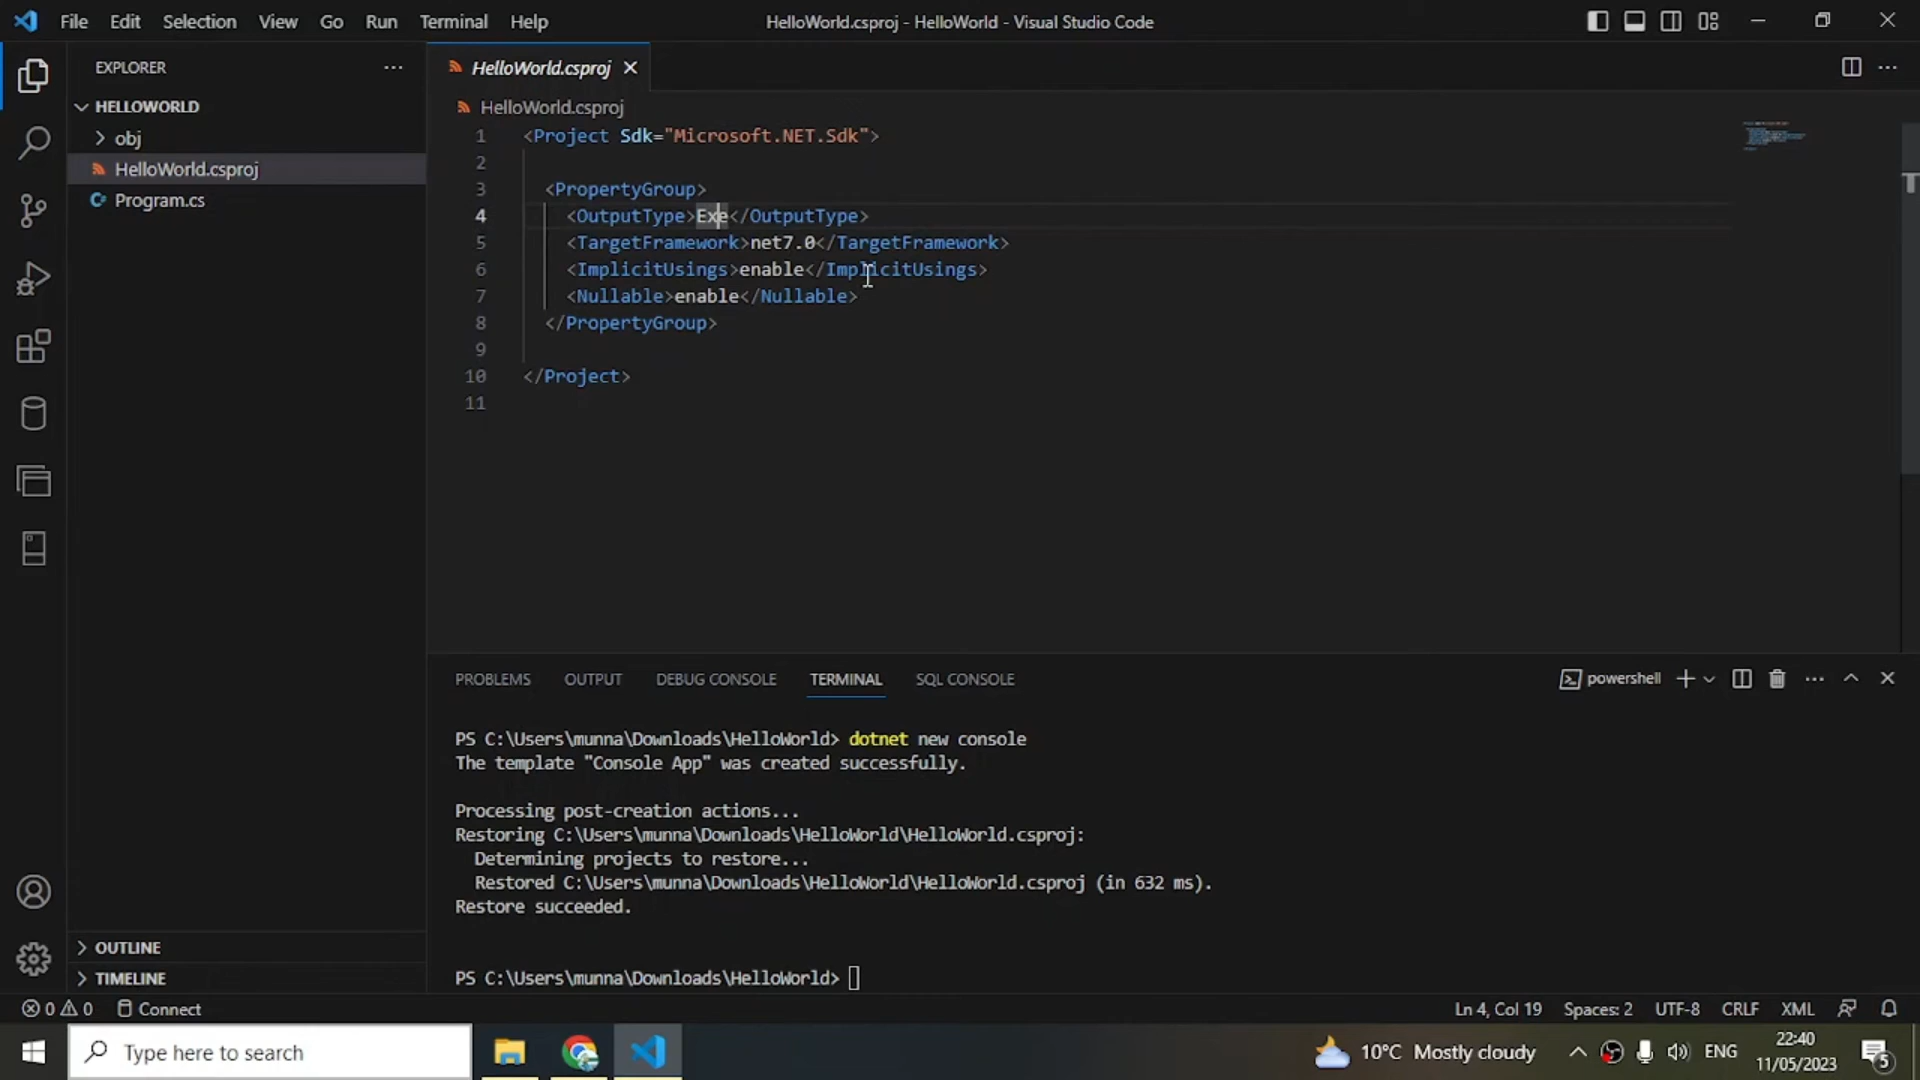 File Edit Selection View Go Run Terminal Help
HelloWorld.csproj - HelloWorld - Visual Studio Code
EXPLORER
HELLOWORLD
obj
HelloWorld.csproj
Program.cs
OUTLINE
TIMELINE
HelloWorld.csproj
HelloWorld.csproj
1 <Project Sdk="Microsoft.NET.Sdk">
2
3 <PropertyGroup>
4 <OutputType>Exe</OutputType>
5 <TargetFramework>net7.0</TargetFramework>
6 <ImplicitUsings>enable</ImplicitUsings>
7 <Nullable>enable</Nullable>
8 </PropertyGroup>
9
10 </Project>
11
PROBLEMS OUTPUT DEBUG CONSOLE TERMINAL SQL CONSOLE
powershell
PS C:\Users\munna\Downloads\HelloWorld> dotnet new console
The template "Console App" was created successfully.
Processing post-creation actions...
Restoring C:\Users\munna\Downloads\HelloWorld\HelloWorld.csproj:
Determining projects to restore...
Restored C:\Users\munna\Downloads\HelloWorld\HelloWorld.csproj (in 632 ms).
Restore succeeded.
PS C:\Users\munna\Downloads\HelloWorld>
0 0 Connect
Ln 4, Col 19 Spaces: 2 UTF-8 CRLF XML
Type here to search
10°C Mostly cloudy
ENG
22:40
11/05/2023
5